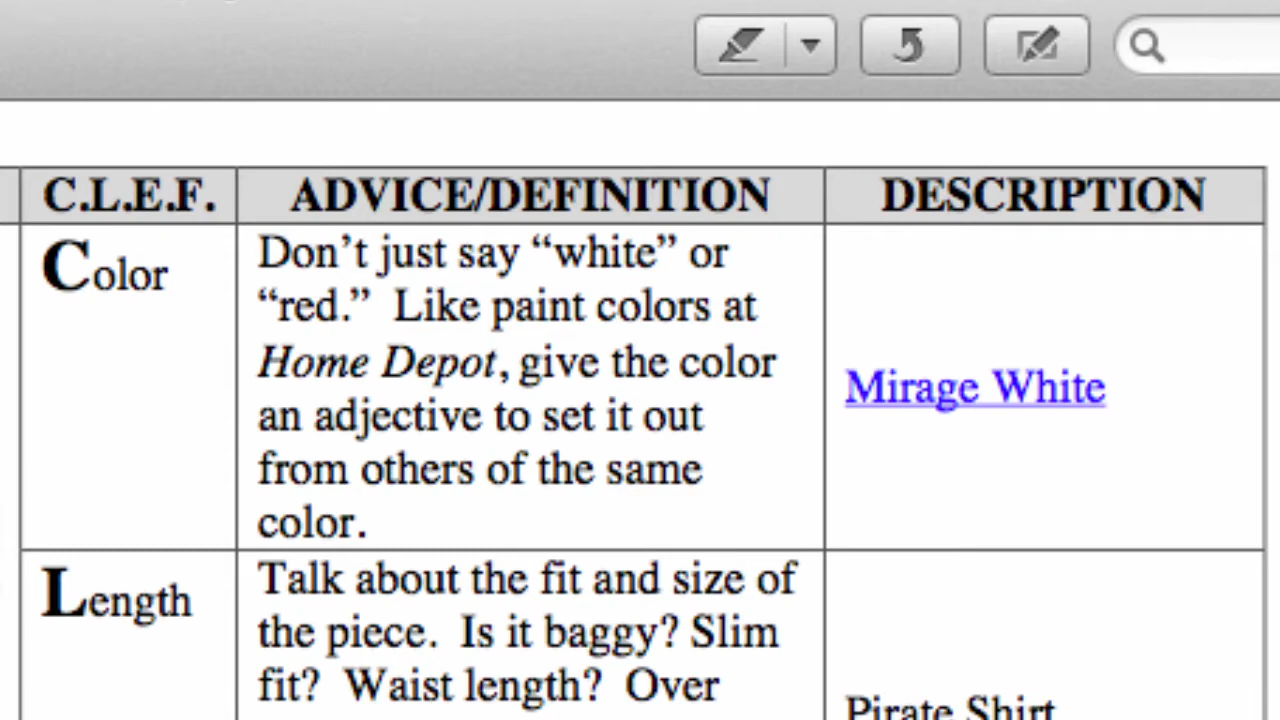 C.L.E.F. ADVICE/DEFINITION DESCRIPTION
Color
Don’t just say “white” or
“red.”  Like paint colors at
Home Depot, give the color
an adjective to set it out
from others of the same
color.
Mirage White
Length
Talk about the fit and size of
the piece.  Is it baggy? Slim
fit?  Waist length?  Over
Pirate Shirt